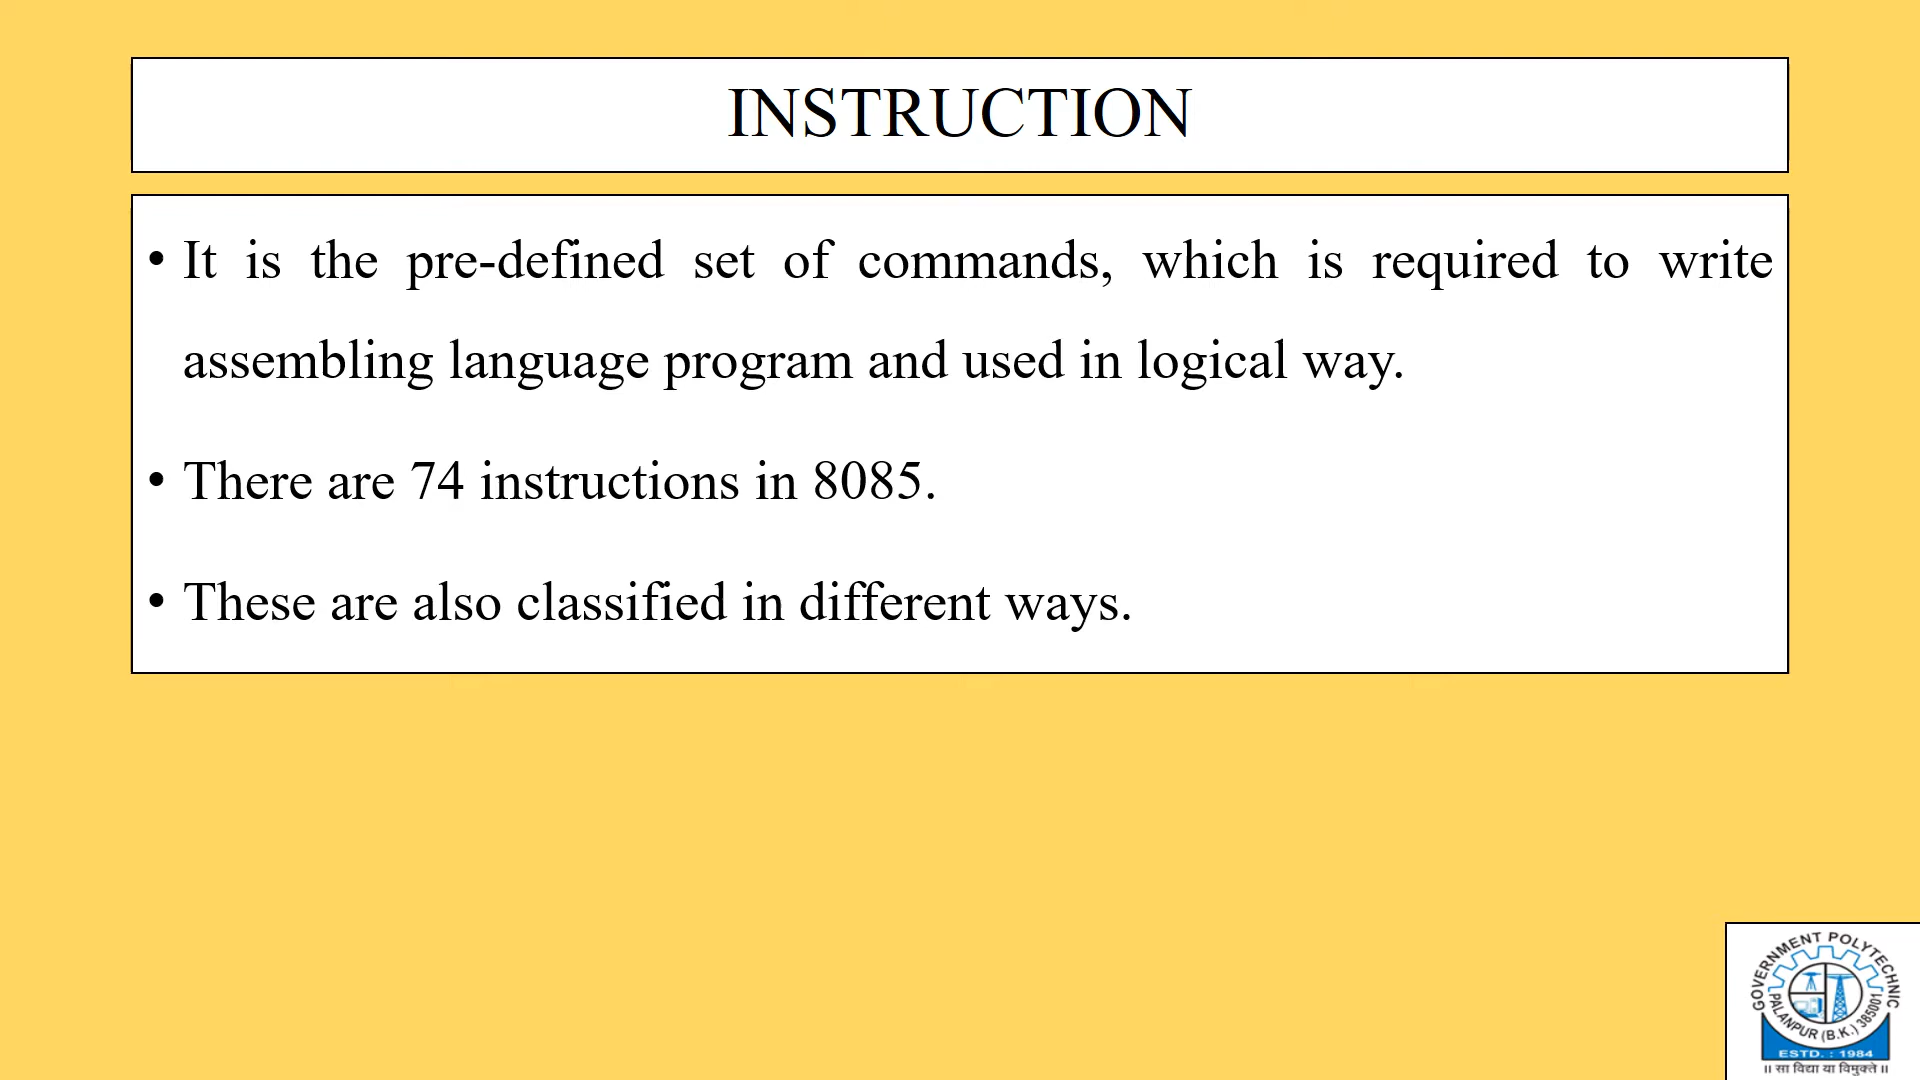 INSTRUCTION
• It is the pre-defined set of commands, which is required to write
assembling language program and used in logical way.
• There are 74 instructions in 8085.
• These are also classified in different ways.
GOVERNMENT POLYTECHNIC
PALANPUR (B.K.) 385001
ESTD. : 1984
॥ सा विद्या या विमुक्ते ॥